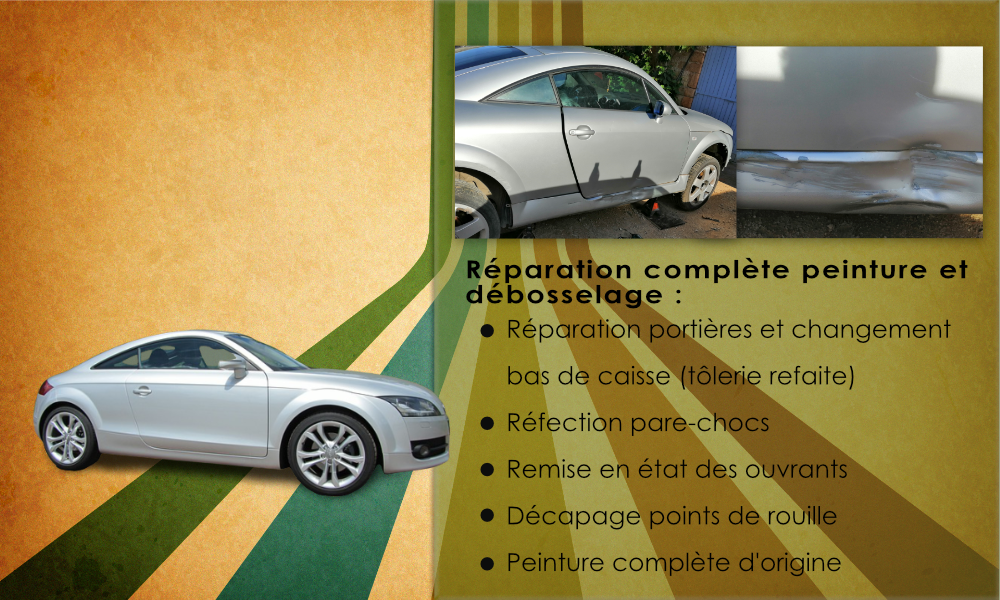 Réparation complète peinture et
débosselage :
● Réparation portières et changement
bas de caisse (tôlerie refaite)
● Réfection pare-chocs
● Remise en état des ouvrants
● Décapage points de rouille
● Peinture complète d'origine